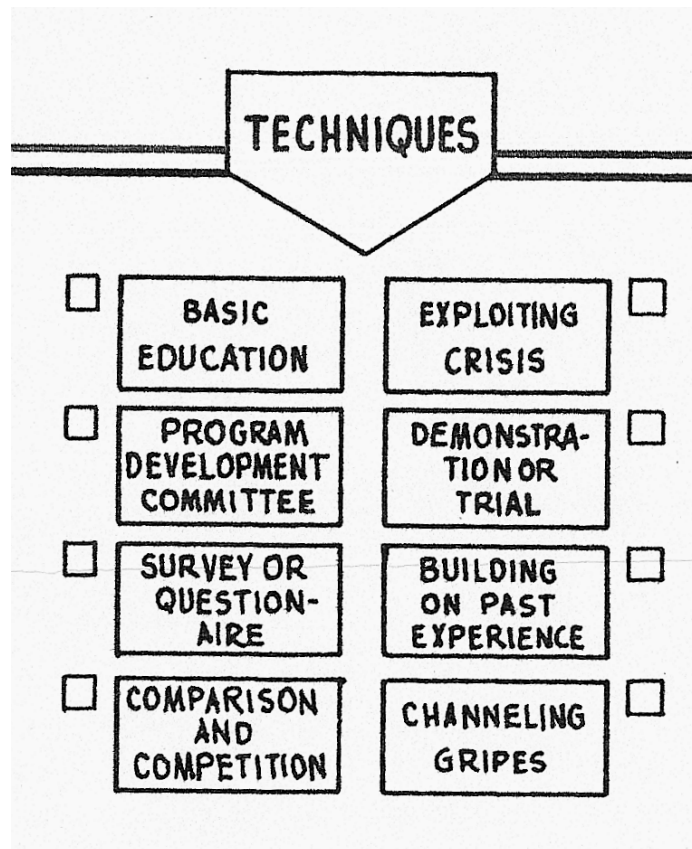 TECHNIQUES
BASIC
EDUCATION
EXPLOITING
CRISIS
PROGRAM
DEVELOPMENT
COMMITTEE
DEMONSTRA-
TION OR
TRIAL
SURVEY OR
QUESTION-
AIRE
BUILDING
ON PAST
EXPERIENCE
COMPARISON
AND
COMPETITION
CHANNELING
GRIPES